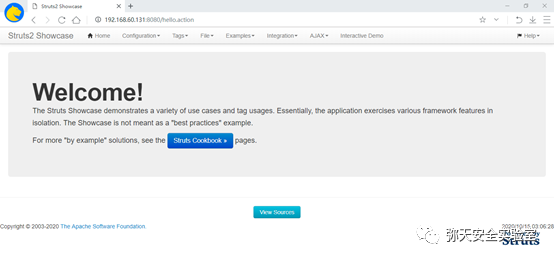 Struts2 Showcase
192.168.60.131:8080/hello.action
Struts2 Showcase Home Configuration Tags File Examples Integration AJAX Interactive Demo Help
Welcome!
The Struts Showcase demonstrates a variety of use cases and tag usages. Essentially, the application exercises various framework features in
isolation. The Showcase is not meant as a "best practices" example.
For more "by example" solutions, see the Struts Cookbook » pages.
View Sources
Copyright © 2003-2020 The Apache Software Foundation. 2020/10/15 03:06:28
弥天安全实验室
Struts